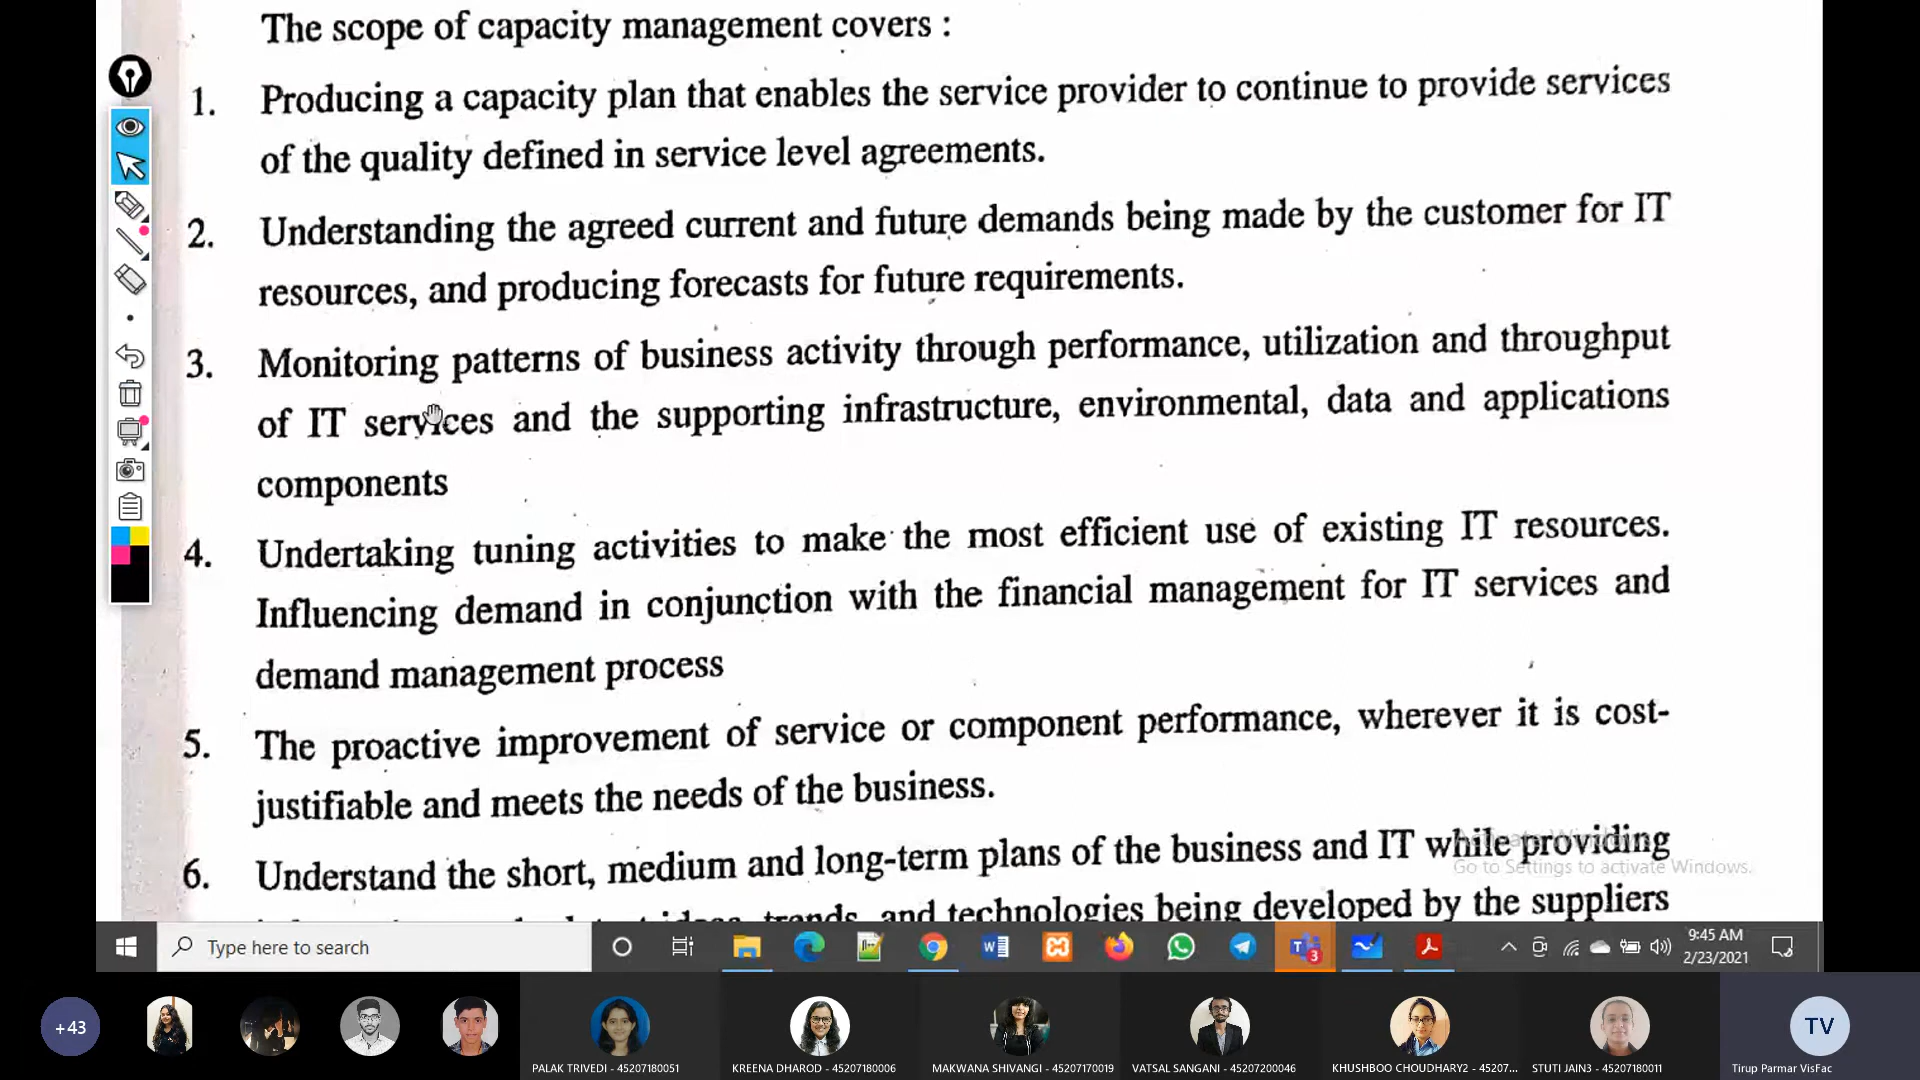 The scope of capacity management covers :
1. Producing a capacity plan that enables the service provider to continue to provide services
of the quality defined in service level agreements.
2. Understanding the agreed current and future demands being made by the customer for IT
resources, and producing forecasts for future requirements.
3. Monitoring patterns of business activity through performance, utilization and throughput
of IT services and the supporting infrastructure, environmental, data and applications
components
4. Undertaking tuning activities to make the most efficient use of existing IT resources.
Influencing demand in conjunction with the financial management for IT services and
demand management process
5. The proactive improvement of service or component performance, wherever it is cost-
justifiable and meets the needs of the business.
6. Understand the short, medium and long-term plans of the business and IT while providing
trends, and technologies being developed by the suppliers
Activate Windows
Go to Settings to activate Windows.
Type here to search
3
9:45 AM
2/23/2021
+43
PALAK TRIVEDI - 45207180051
KREENA DHAROD - 45207180006
MAKWANA SHIVANGI - 45207170019
VATSAL SANGANI - 45207200046
KHUSHBOO CHOUDHARY2 - 45207...
STUTI JAIN3 - 45207180011
TV
Tirup Parmar VisFac